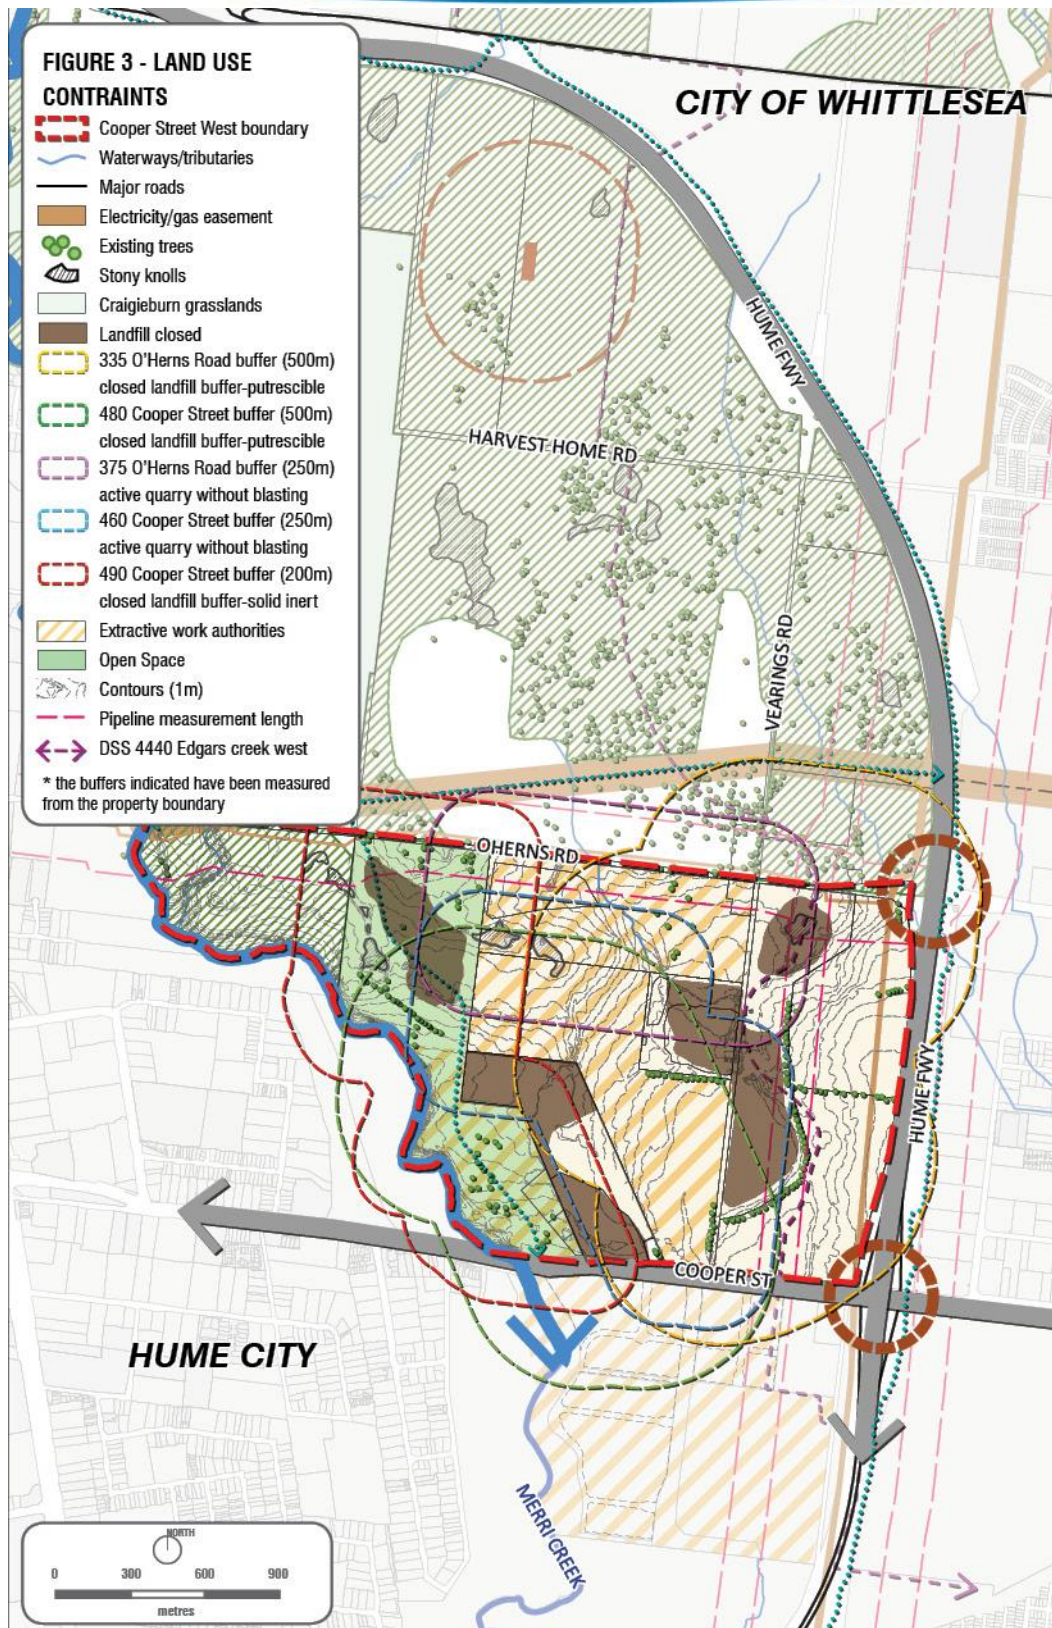 FIGURE 3 - LAND USE
CONTRAINTS
Cooper Street West boundary
Waterways/tributaries
Major roads
Electricity/gas easement
Existing trees
Stony knolls
Craigieburn grasslands
Landfill closed
335 O'Herns Road buffer (500m)
closed landfill buffer-putrescible
480 Cooper Street buffer (500m)
closed landfill buffer-putrescible
375 O'Herns Road buffer (250m)
active quarry without blasting
460 Cooper Street buffer (250m)
active quarry without blasting
490 Cooper Street buffer (200m)
closed landfill buffer-solid inert
Extractive work authorities
Open Space
Contours (1m)
Pipeline measurement length
DSS 4440 Edgars creek west
* the buffers indicated have been measured
from the property boundary
CITY OF WHITTLESEA
HUME FWY
HARVEST HOME RD
VEARINGS RD
OHERNS RD
HUME FWY
COOPER ST
HUME CITY
MERRI CREEK
NORTH
0 300 600 900
metres